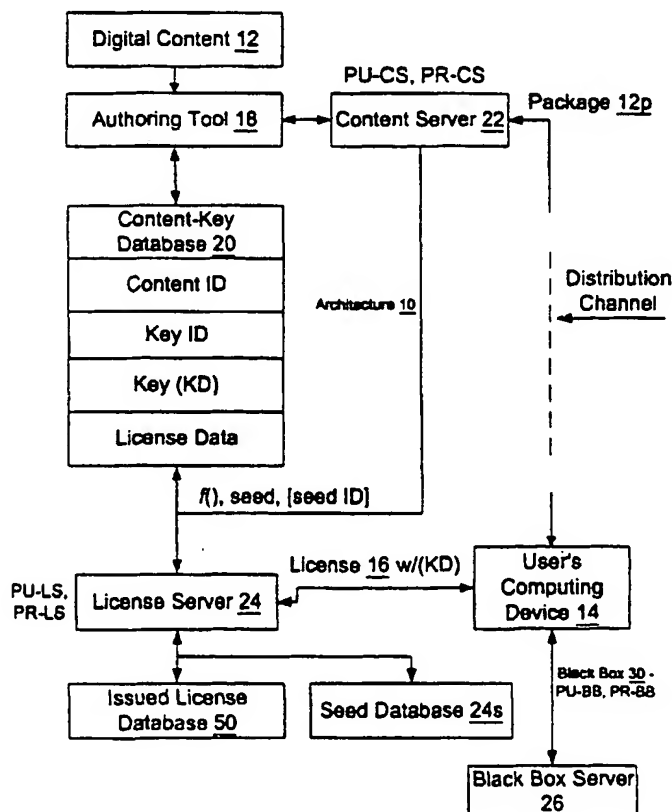 Digital Content 12
PU-CS, PR-CS
Package 12p
Authoring Tool 18
Content Server 22
Content-Key
Database 20
Content ID
Key ID
Key (KD)
License Data
Architecture 10
Distribution
Channel
f(), seed, [seed ID]
PU-LS,
PR-LS
License Server 24
License 16 w/(KD)
User's
Computing
Device 14
Black Box 30 -
PU-BB, PR-BB
Issued License
Database 50
Seed Database 24s
Black Box Server
26